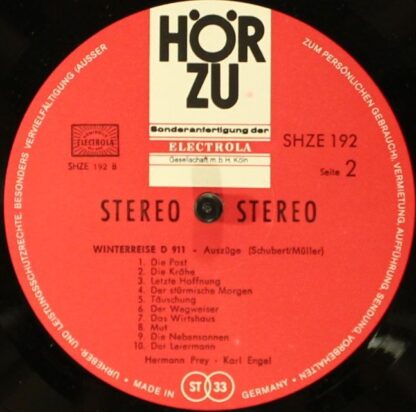 HÖR
ZU
Sonderanfertigung der
ELECTROLA
Gesellschaft m.b.H. Köln
ELECTROLA
SHZE 192 B
SHZE 192
Seite 2
STEREO STEREO
WINTERREISE D 911 - Auszüge (Schubert/Müller)
1. Die Post
2. Die Krähe
3. Letzte Hoffnung
4. Der stürmische Morgen
5. Täuschung
6. Der Wegweiser
7. Das Wirtshaus
8. Mut
9. Die Nebensonnen
10. Der Leiermann
Hermann Prey - Karl Engel
URHEBER- UND LEISTUNGSSCHUTZRECHTE, BESONDERS VERVIELFÄLTIGUNG (AUSSER
ZUM PERSÖNLICHEN GEBRAUCH), VERMIETUNG, AUFFÜHRUNG, SENDUNG, VORBEHALTEN
• MADE IN ST 33 GERMANY •